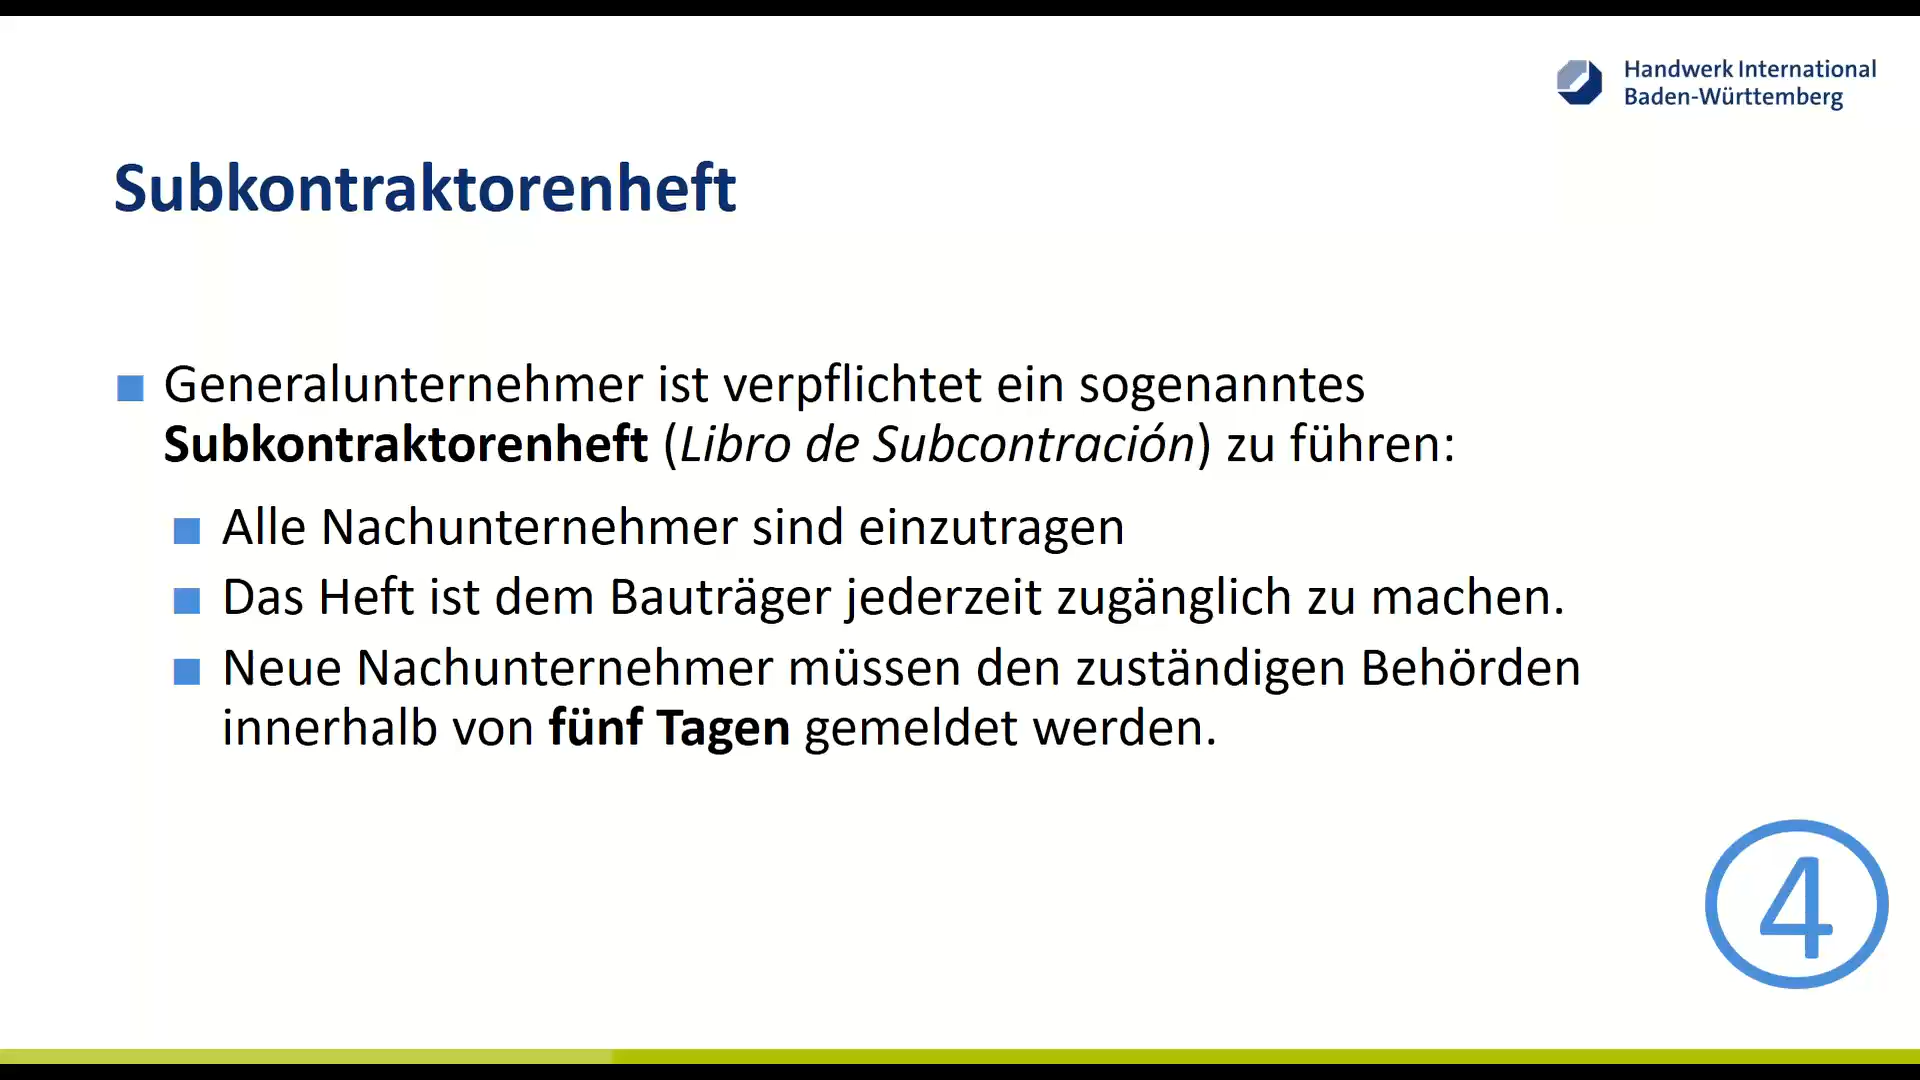 Handwerk International
Baden-Württemberg
Subkontraktorenheft
Generalunternehmer ist verpflichtet ein sogenanntes
Subkontraktorenheft (Libro de Subcontración) zu führen:
Alle Nachunternehmer sind einzutragen
Das Heft ist dem Bauträger jederzeit zugänglich zu machen.
Neue Nachunternehmer müssen den zuständigen Behörden
innerhalb von fünf Tagen gemeldet werden.
4